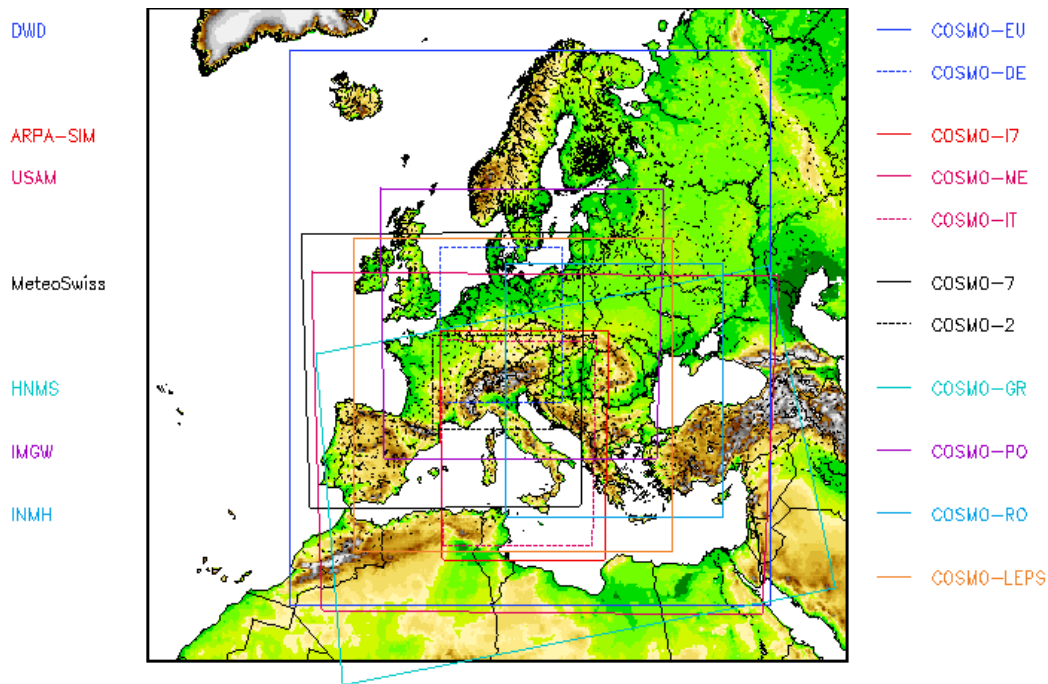 DWD COSMO-EU
COSMO-DE
ARPA-SIM COSMO-I7
USAM COSMO-ME
COSMO-IT
MeteoSwiss COSMO-7
COSMO-2
HNMS COSMO-GR
IMGW COSMO-PO
INMH COSMO-RO
COSMO-LEPS